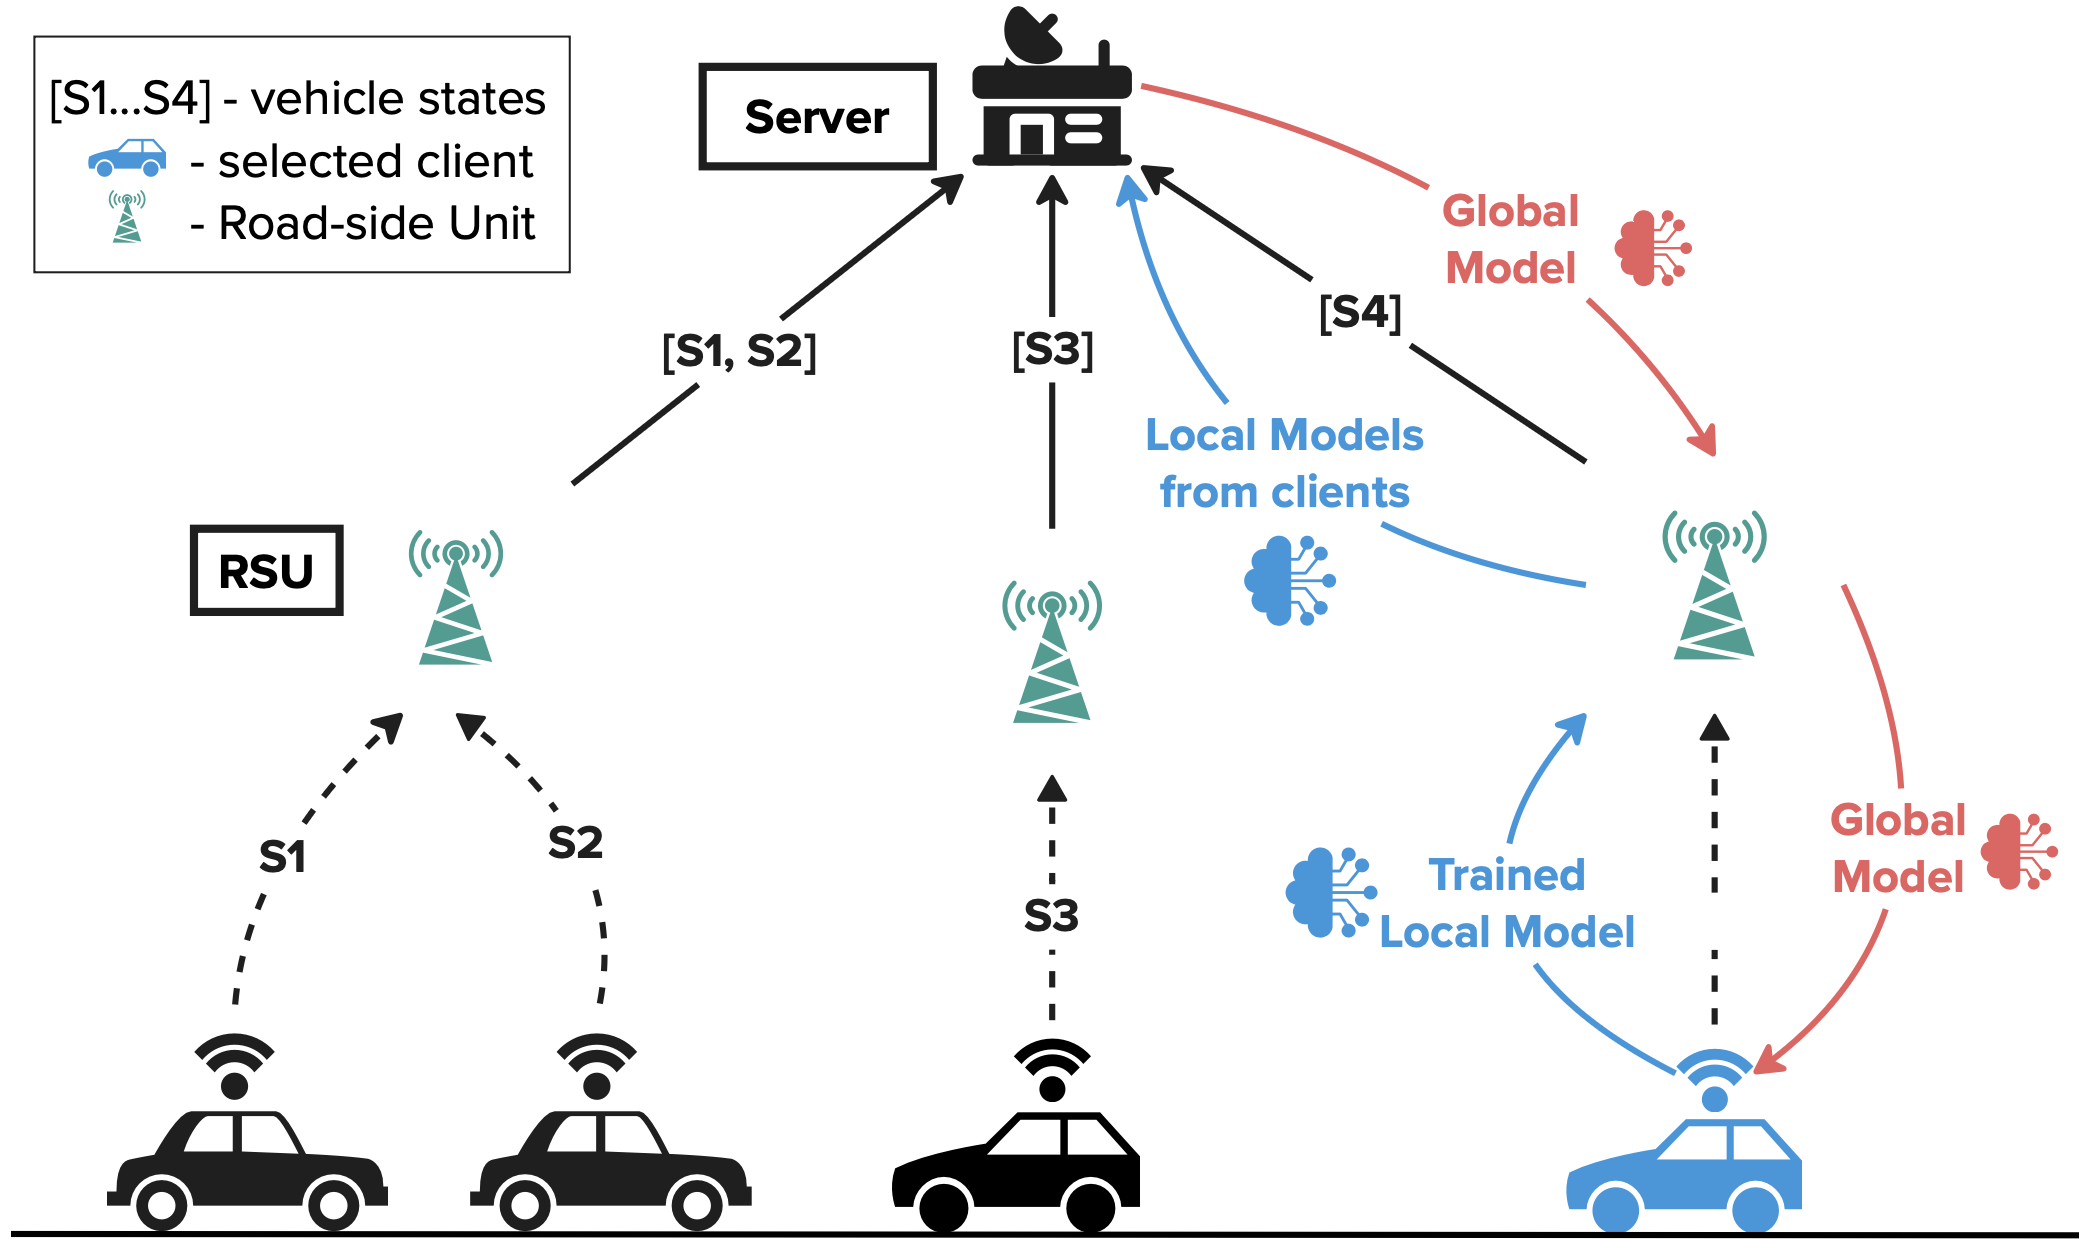 [S1...S4] - vehicle states
- selected client
- Road-side Unit
Server
Global
Model
[S1, S2]
[S3]
[S4]
Local Models
from clients
RSU
S1
S2
S3
Trained
Local Model
Global
Model